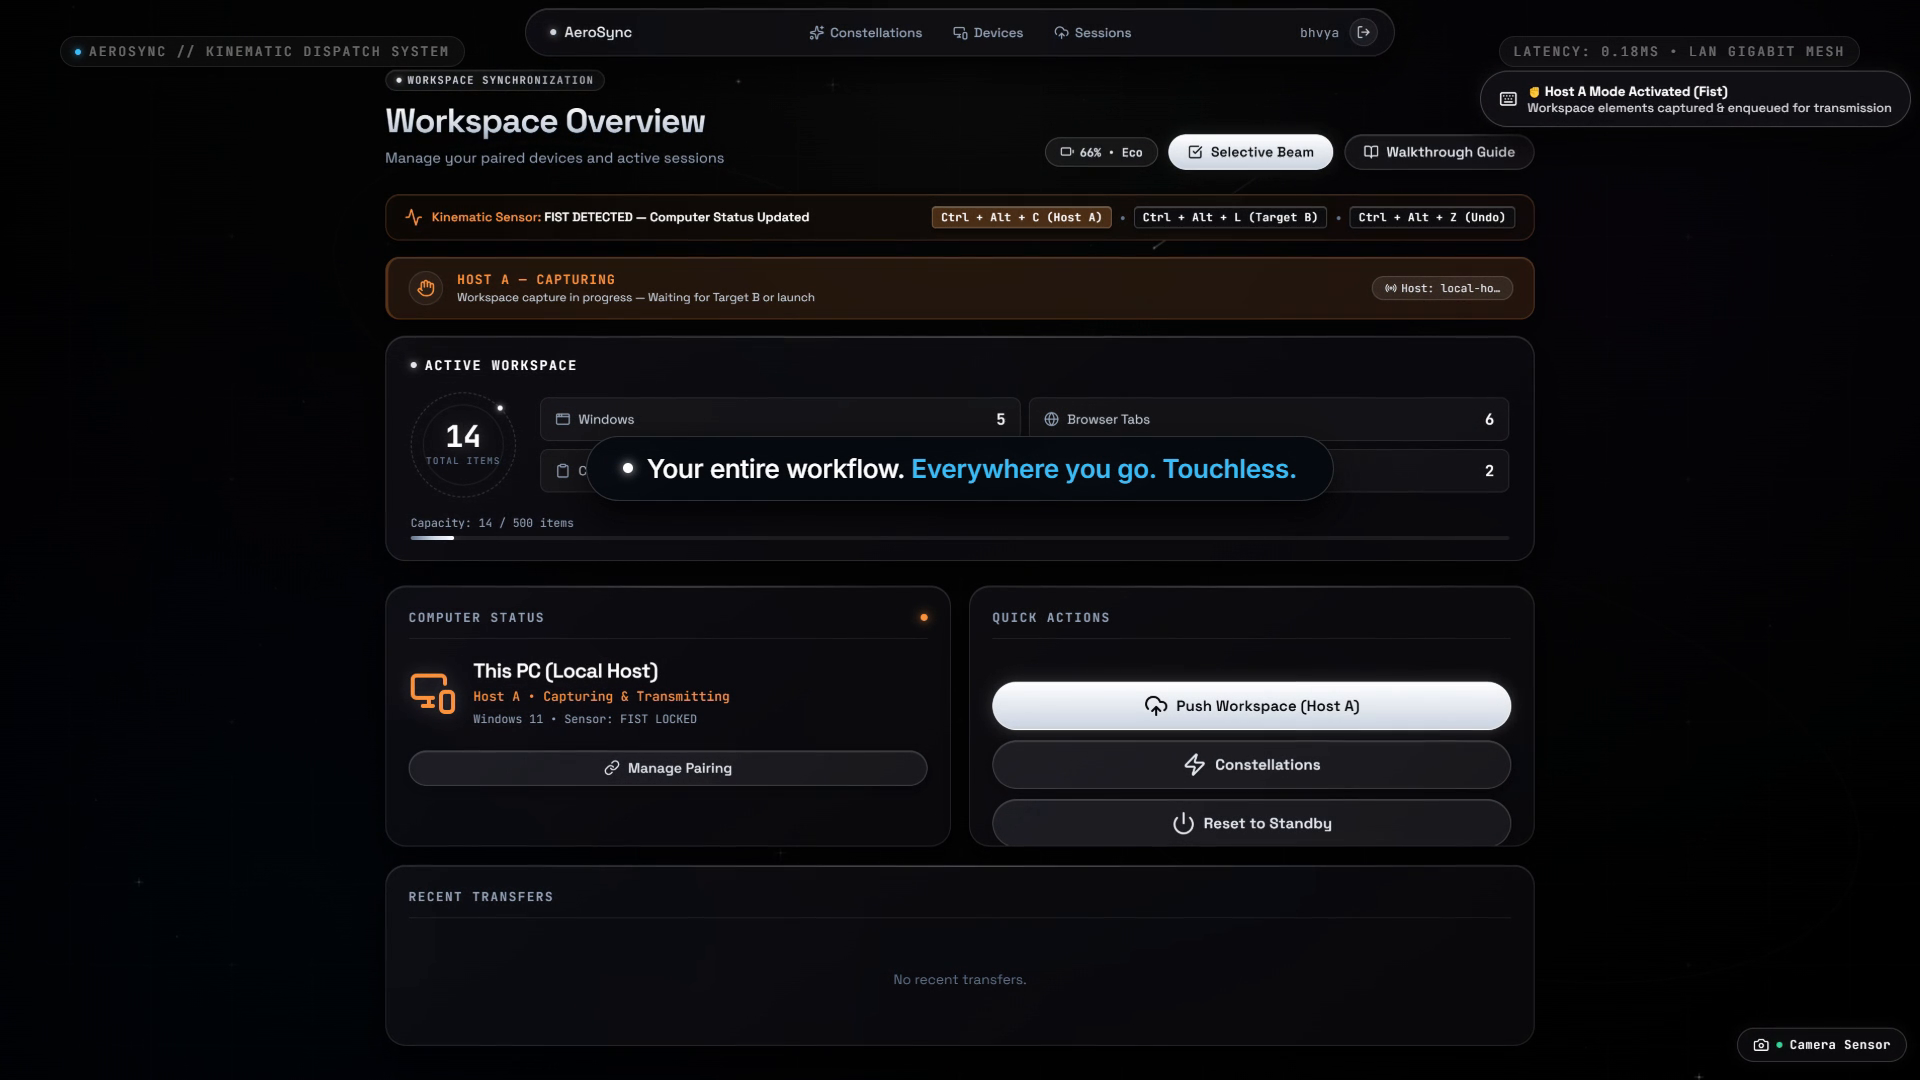 AeroSync
Constellations
Devices
Sessions
bhvya
AEROSYNC // KINEMATIC DISPATCH SYSTEM
LATENCY: 0.18MS • LAN GIGABIT MESH
WORKSPACE SYNCHRONIZATION
Host A Mode Activated (Fist)
Workspace elements captured & enqueued for transmission
Workspace Overview
Manage your paired devices and active sessions
66% • Eco
Selective Beam
Walkthrough Guide
Kinematic Sensor: FIST DETECTED — Computer Status Updated
Ctrl + Alt + C (Host A) • Ctrl + Alt + L (Target B) • Ctrl + Alt + Z (Undo)
HOST A — CAPTURING
Workspace capture in progress — Waiting for Target B or launch
Host: local-ho…
ACTIVE WORKSPACE
14
TOTAL ITEMS
Windows 5
Browser Tabs 6
C
2
Your entire workflow. Everywhere you go. Touchless.
Capacity: 14 / 500 items
COMPUTER STATUS
This PC (Local Host)
Host A • Capturing & Transmitting
Windows 11 • Sensor: FIST LOCKED
Manage Pairing
QUICK ACTIONS
Push Workspace (Host A)
Constellations
Reset to Standby
RECENT TRANSFERS
No recent transfers.
Camera Sensor